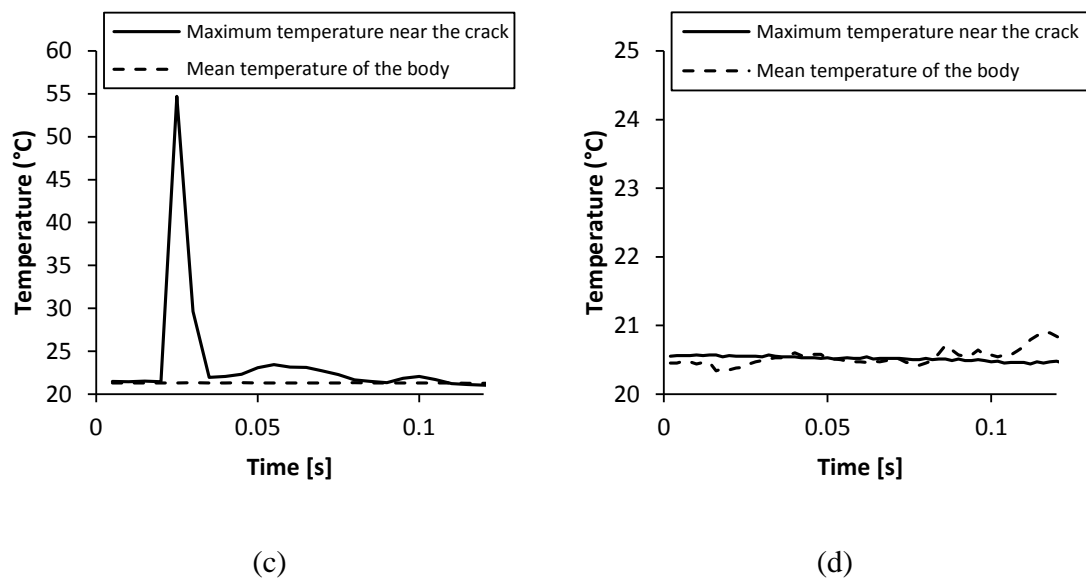 Maximum temperature near the crack
Mean temperature of the body
60
55
50
45
40
35
30
25
20
Temperature (°C)
0
0.05
0.1
Time [s]
(c)
Maximum temperature near the crack
Mean temperature of the body
25
24
23
22
21
20
Temperature (°C)
0
0.05
0.1
Time [s]
(d)